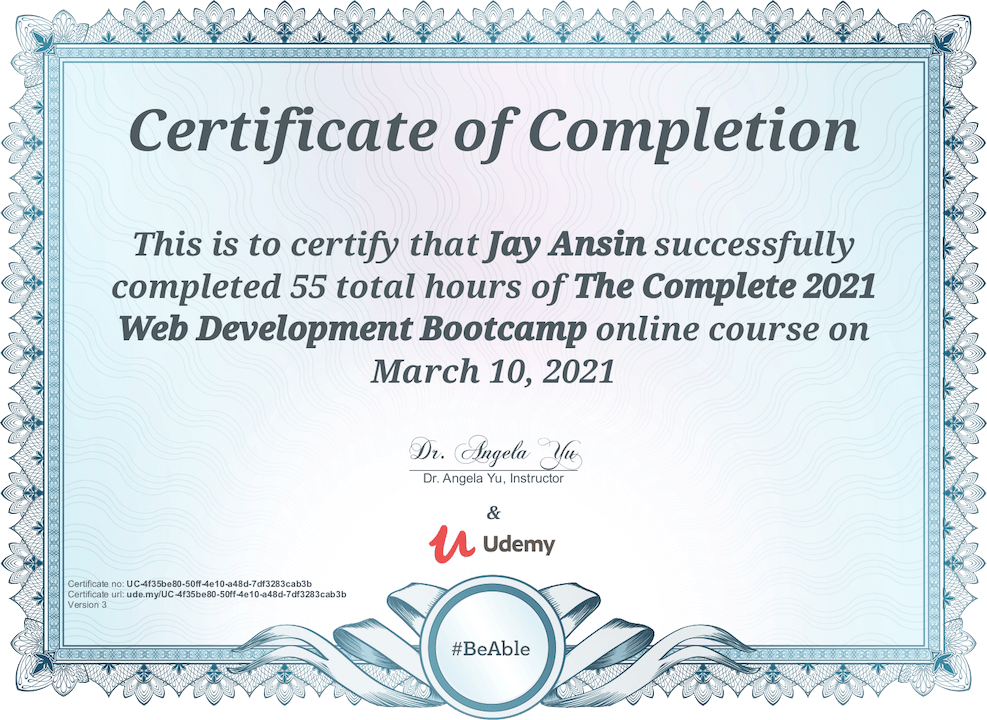 Certificate of Completion
This is to certify that Jay Ansin successfully
completed 55 total hours of The Complete 2021
Web Development Bootcamp online course on
March 10, 2021
Dr. Angela Yu
Dr. Angela Yu, Instructor
&
Udemy
Certificate no: UC-4f35be80-50ff-4e10-a48d-7df3283cab3b
Certificate url: ude.my/UC-4f35be80-50ff-4e10-a48d-7df3283cab3b
Version 3
#BeAble